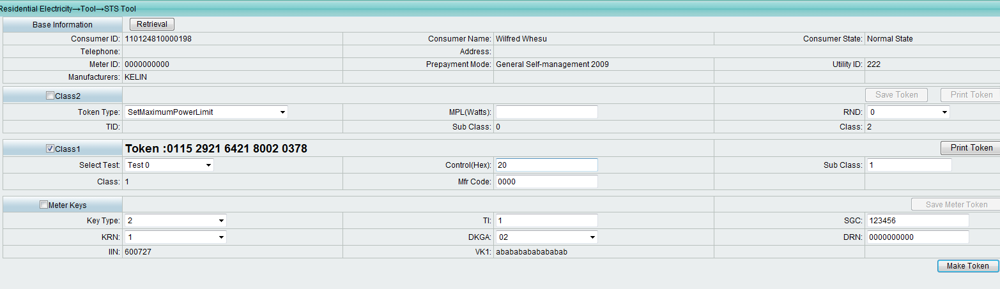 Residential Electricity→Tool→STS Tool
Base Information Retrieval
Consumer ID: 110124810000198 Consumer Name: Wilfred Whesu Consumer State: Normal State
Telephone: Address:
Meter ID: 0000000000 Prepayment Mode: General Self-management 2009 Utility ID: 222
Manufacturers: KELIN
Class2 Save Token Print Token
Token Type: SetMaximumPowerLimit MPL(Watts): RND: 0
TID: Sub Class: 0 Class: 2
Class1 Token :0115 2921 6421 8002 0378 Print Token
Select Test: Test 0 Control(Hex): 20 Sub Class: 1
Class: 1 Mfr Code: 0000
Meter Keys Save Meter Token
Key Type: 2 TI: 1 SGC: 123456
KRN: 1 DKGA: 02 DRN: 0000000000
IIN: 600727 VK1: abababababababab
Make Token